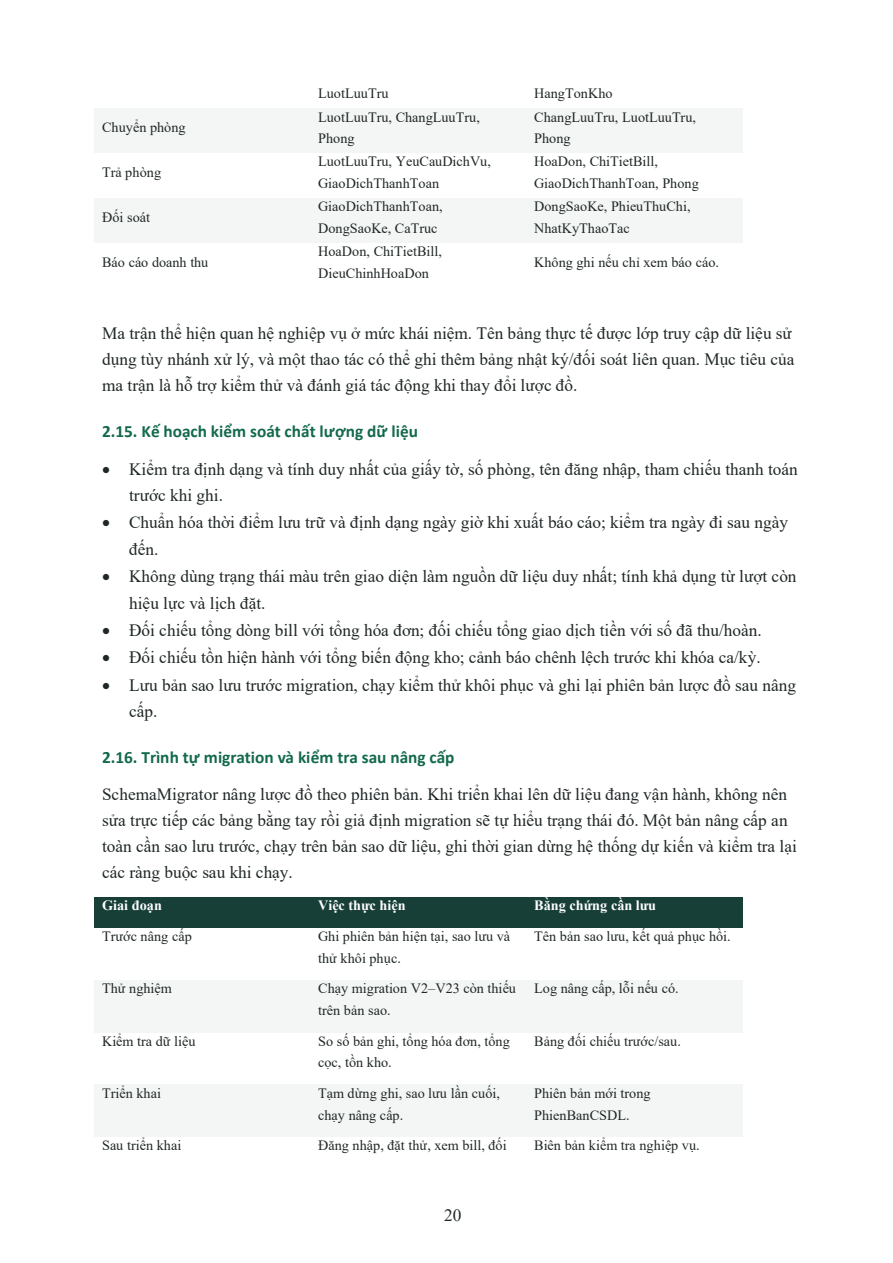 LuotLuuTru HangTonKho
Chuyển phòng LuotLuuTru, ChangLuuTru, Phong ChangLuuTru, LuotLuuTru, Phong
Trả phòng LuotLuuTru, YeuCauDichVu, GiaoDichThanhToan HoaDon, ChiTietBill, GiaoDichThanhToan, Phong
Đối soát GiaoDichThanhToan, DongSaoKe, CaTruc DongSaoKe, PhieuThuChi, NhatKyThaoTac
Báo cáo doanh thu HoaDon, ChiTietBill, DieuChinhHoaDon Không ghi nếu chỉ xem báo cáo.
Ma trận thể hiện quan hệ nghiệp vụ ở mức khái niệm. Tên bảng thực tế được lớp truy cập dữ liệu sử
dụng tùy nhánh xử lý, và một thao tác có thể ghi thêm bảng nhật ký/đối soát liên quan. Mục tiêu của
ma trận là hỗ trợ kiểm thử và đánh giá tác động khi thay đổi lược đồ.
2.15. Kế hoạch kiểm soát chất lượng dữ liệu
• Kiểm tra định dạng và tính duy nhất của giấy tờ, số phòng, tên đăng nhập, tham chiếu thanh toán
trước khi ghi.
• Chuẩn hóa thời điểm lưu trữ và định dạng ngày giờ khi xuất báo cáo; kiểm tra ngày đi sau ngày
đến.
• Không dùng trạng thái màu trên giao diện làm nguồn dữ liệu duy nhất; tính khả dụng từ lượt còn
hiệu lực và lịch đặt.
• Đối chiếu tổng dòng bill với tổng hóa đơn; đối chiếu tổng giao dịch tiền với số đã thu/hoàn.
• Đối chiếu tồn hiện hành với tổng biến động kho; cảnh báo chênh lệch trước khi khóa ca/kỳ.
• Lưu bản sao lưu trước migration, chạy kiểm thử khôi phục và ghi lại phiên bản lược đồ sau nâng
cấp.
2.16. Trình tự migration và kiểm tra sau nâng cấp
SchemaMigrator nâng lược đồ theo phiên bản. Khi triển khai lên dữ liệu đang vận hành, không nên
sửa trực tiếp các bảng bằng tay rồi giả định migration sẽ tự hiểu trạng thái đó. Một bản nâng cấp an
toàn cần sao lưu trước, chạy trên bản sao dữ liệu, ghi thời gian dừng hệ thống dự kiến và kiểm tra lại
các ràng buộc sau khi chạy.
Giai đoạn Việc thực hiện Bằng chứng cần lưu
Trước nâng cấp Ghi phiên bản hiện tại, sao lưu và thử khôi phục. Tên bản sao lưu, kết quả phục hồi.
Thử nghiệm Chạy migration V2–V23 còn thiếu trên bản sao. Log nâng cấp, lỗi nếu có.
Kiểm tra dữ liệu So số bản ghi, tổng hóa đơn, tổng cọc, tồn kho. Bảng đối chiếu trước/sau.
Triển khai Tạm dừng ghi, sao lưu lần cuối, chạy nâng cấp. Phiên bản mới trong PhienBanCSDL.
Sau triển khai Đăng nhập, đặt thử, xem bill, đối Biên bản kiểm tra nghiệp vụ.
20